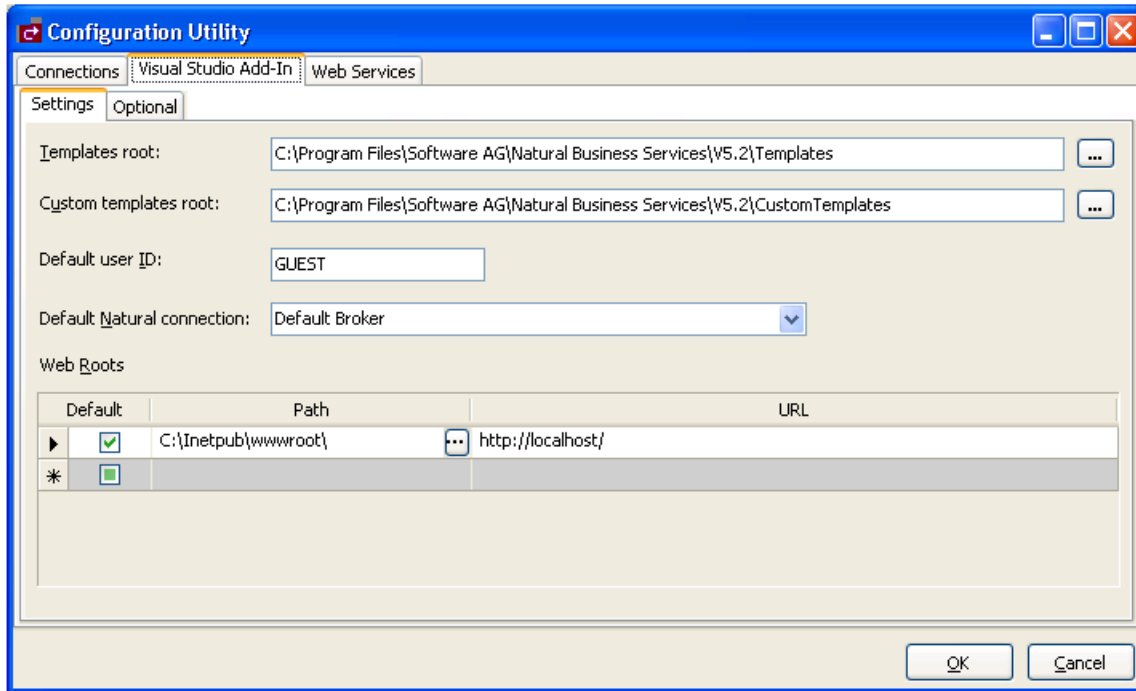 Configuration Utility
Connections Visual Studio Add-In Web Services
Settings Optional
Templates root: C:\Program Files\Software AG\Natural Business Services\V5.2\Templates ...
Custom templates root: C:\Program Files\Software AG\Natural Business Services\V5.2\CustomTemplates ...
Default user ID: GUEST
Default Natural connection: Default Broker
Web Roots
Default Path URL
C:\Inetpub\wwwroot\ ... http://localhost/
OK Cancel